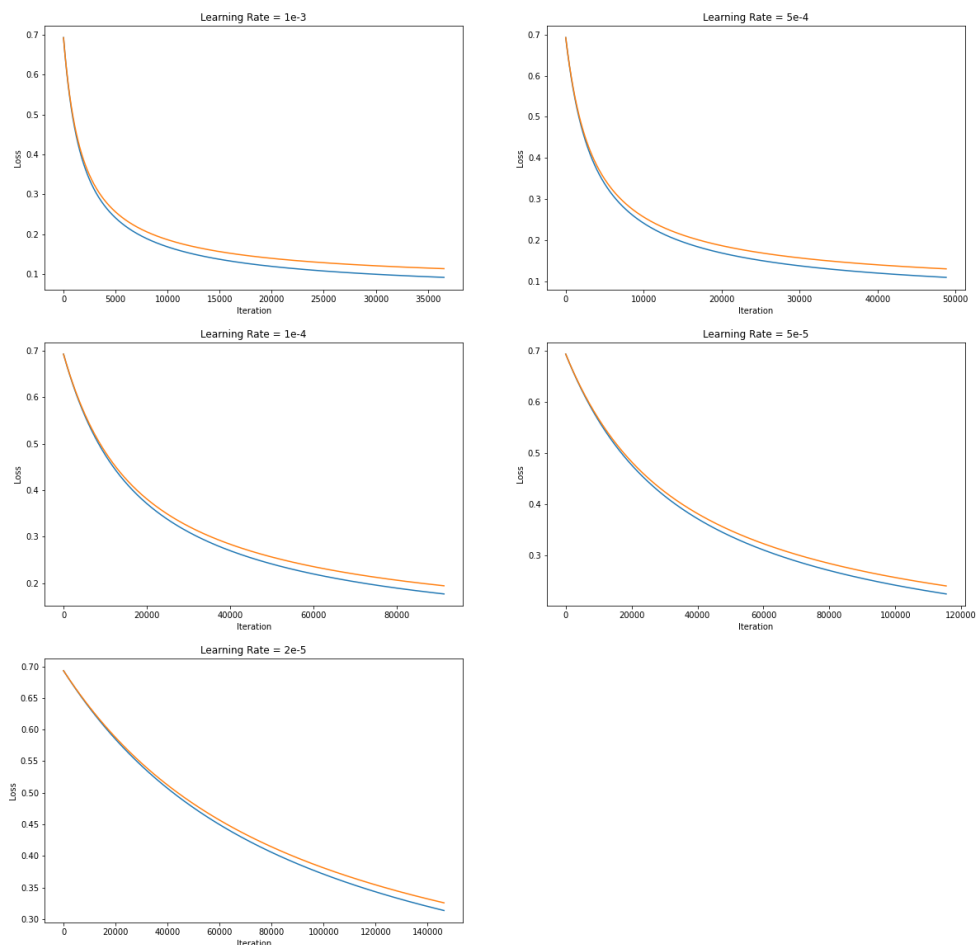 Learning Rate = 1e-3
0.7
0.6
0.5
0.4
0.3
0.2
0.1
Loss
0 5000 10000 15000 20000 25000 30000 35000
Iteration
Learning Rate = 5e-4
0.7
0.6
0.5
0.4
0.3
0.2
0.1
Loss
0 10000 20000 30000 40000 50000
Iteration
Learning Rate = 1e-4
0.7
0.6
0.5
0.4
0.3
0.2
Loss
0 20000 40000 60000 80000
Iteration
Learning Rate = 5e-5
0.7
0.6
0.5
0.4
0.3
Loss
0 20000 40000 60000 80000 100000 120000
Iteration
Learning Rate = 2e-5
0.70
0.65
0.60
0.55
0.50
0.45
0.40
0.35
0.30
Loss
0 20000 40000 60000 80000 100000 120000 140000
Iteration